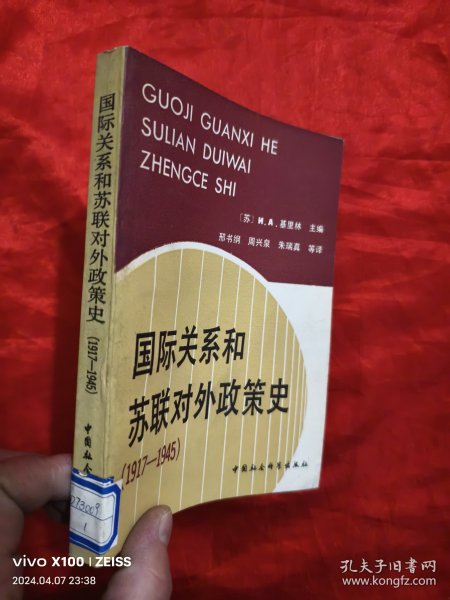 GUOJI GUANXI HE
SULIAN DUIWAI
ZHENGCE SHI
〔苏〕И.А.基里林 主编
邢书纲 周兴泉 朱瑞真 等译
国际关系和
苏联对外政策史
(1917—1945)
中国社会科学出版社
国际关系和苏联对外政策史
(1917—1945)
中国社会
273009
1
vivo X100 | ZEISS
2024.04.07 23:38
孔夫子旧书网
www.kongfz.com